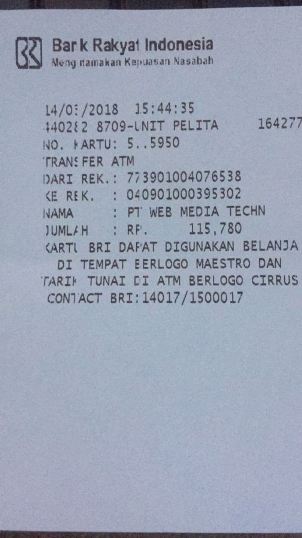 Bank Rakyat Indonesia
Mengutamakan Kepuasan Nasabah
14/03/2018 15:44:35
440282 8709-UNIT PELITA 164277
NO. KARTU: 5..5950
TRANSFER ATM
DARI REK.: 773901004076538
KE REK. : 040901000395302
NAMA : PT WEB MEDIA TECHN
JUMLAH : RP. 115,780
KARTU BRI DAPAT DIGUNAKAN BELANJA
DI TEMPAT BERLOGO MAESTRO DAN
TARIK TUNAI DI ATM BERLOGO CIRRUS
CONTACT BRI:14017/1500017